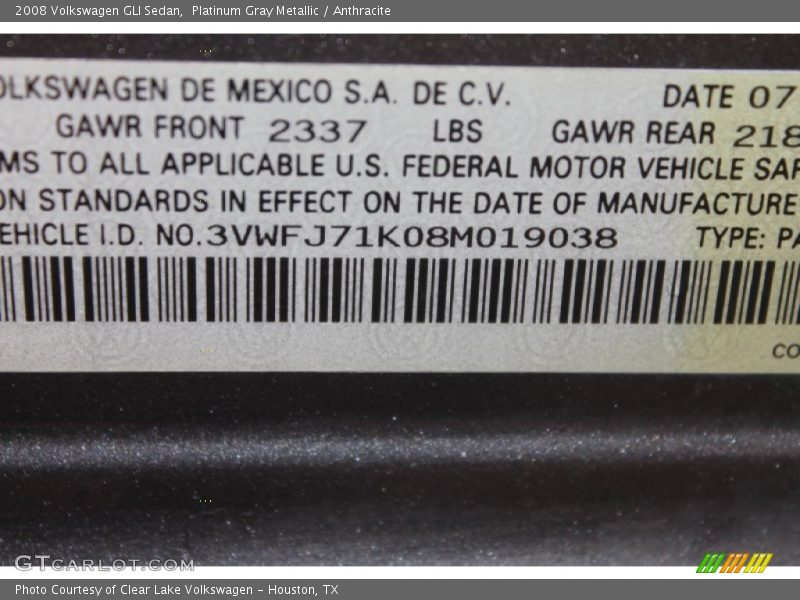 2008 Volkswagen GLI Sedan,  Platinum Gray Metallic / Anthracite
OLKSWAGEN DE MEXICO S.A. DE C.V. DATE 07
GAWR FRONT 2337 LBS GAWR REAR 218
MS TO ALL APPLICABLE U.S. FEDERAL MOTOR VEHICLE SAF
ON STANDARDS IN EFFECT ON THE DATE OF MANUFACTURE
EHICLE I.D. NO.3VWFJ71K08M019038 TYPE: PA
CO
GTCARLOT.COM
Photo Courtesy of Clear Lake Volkswagen – Houston, TX